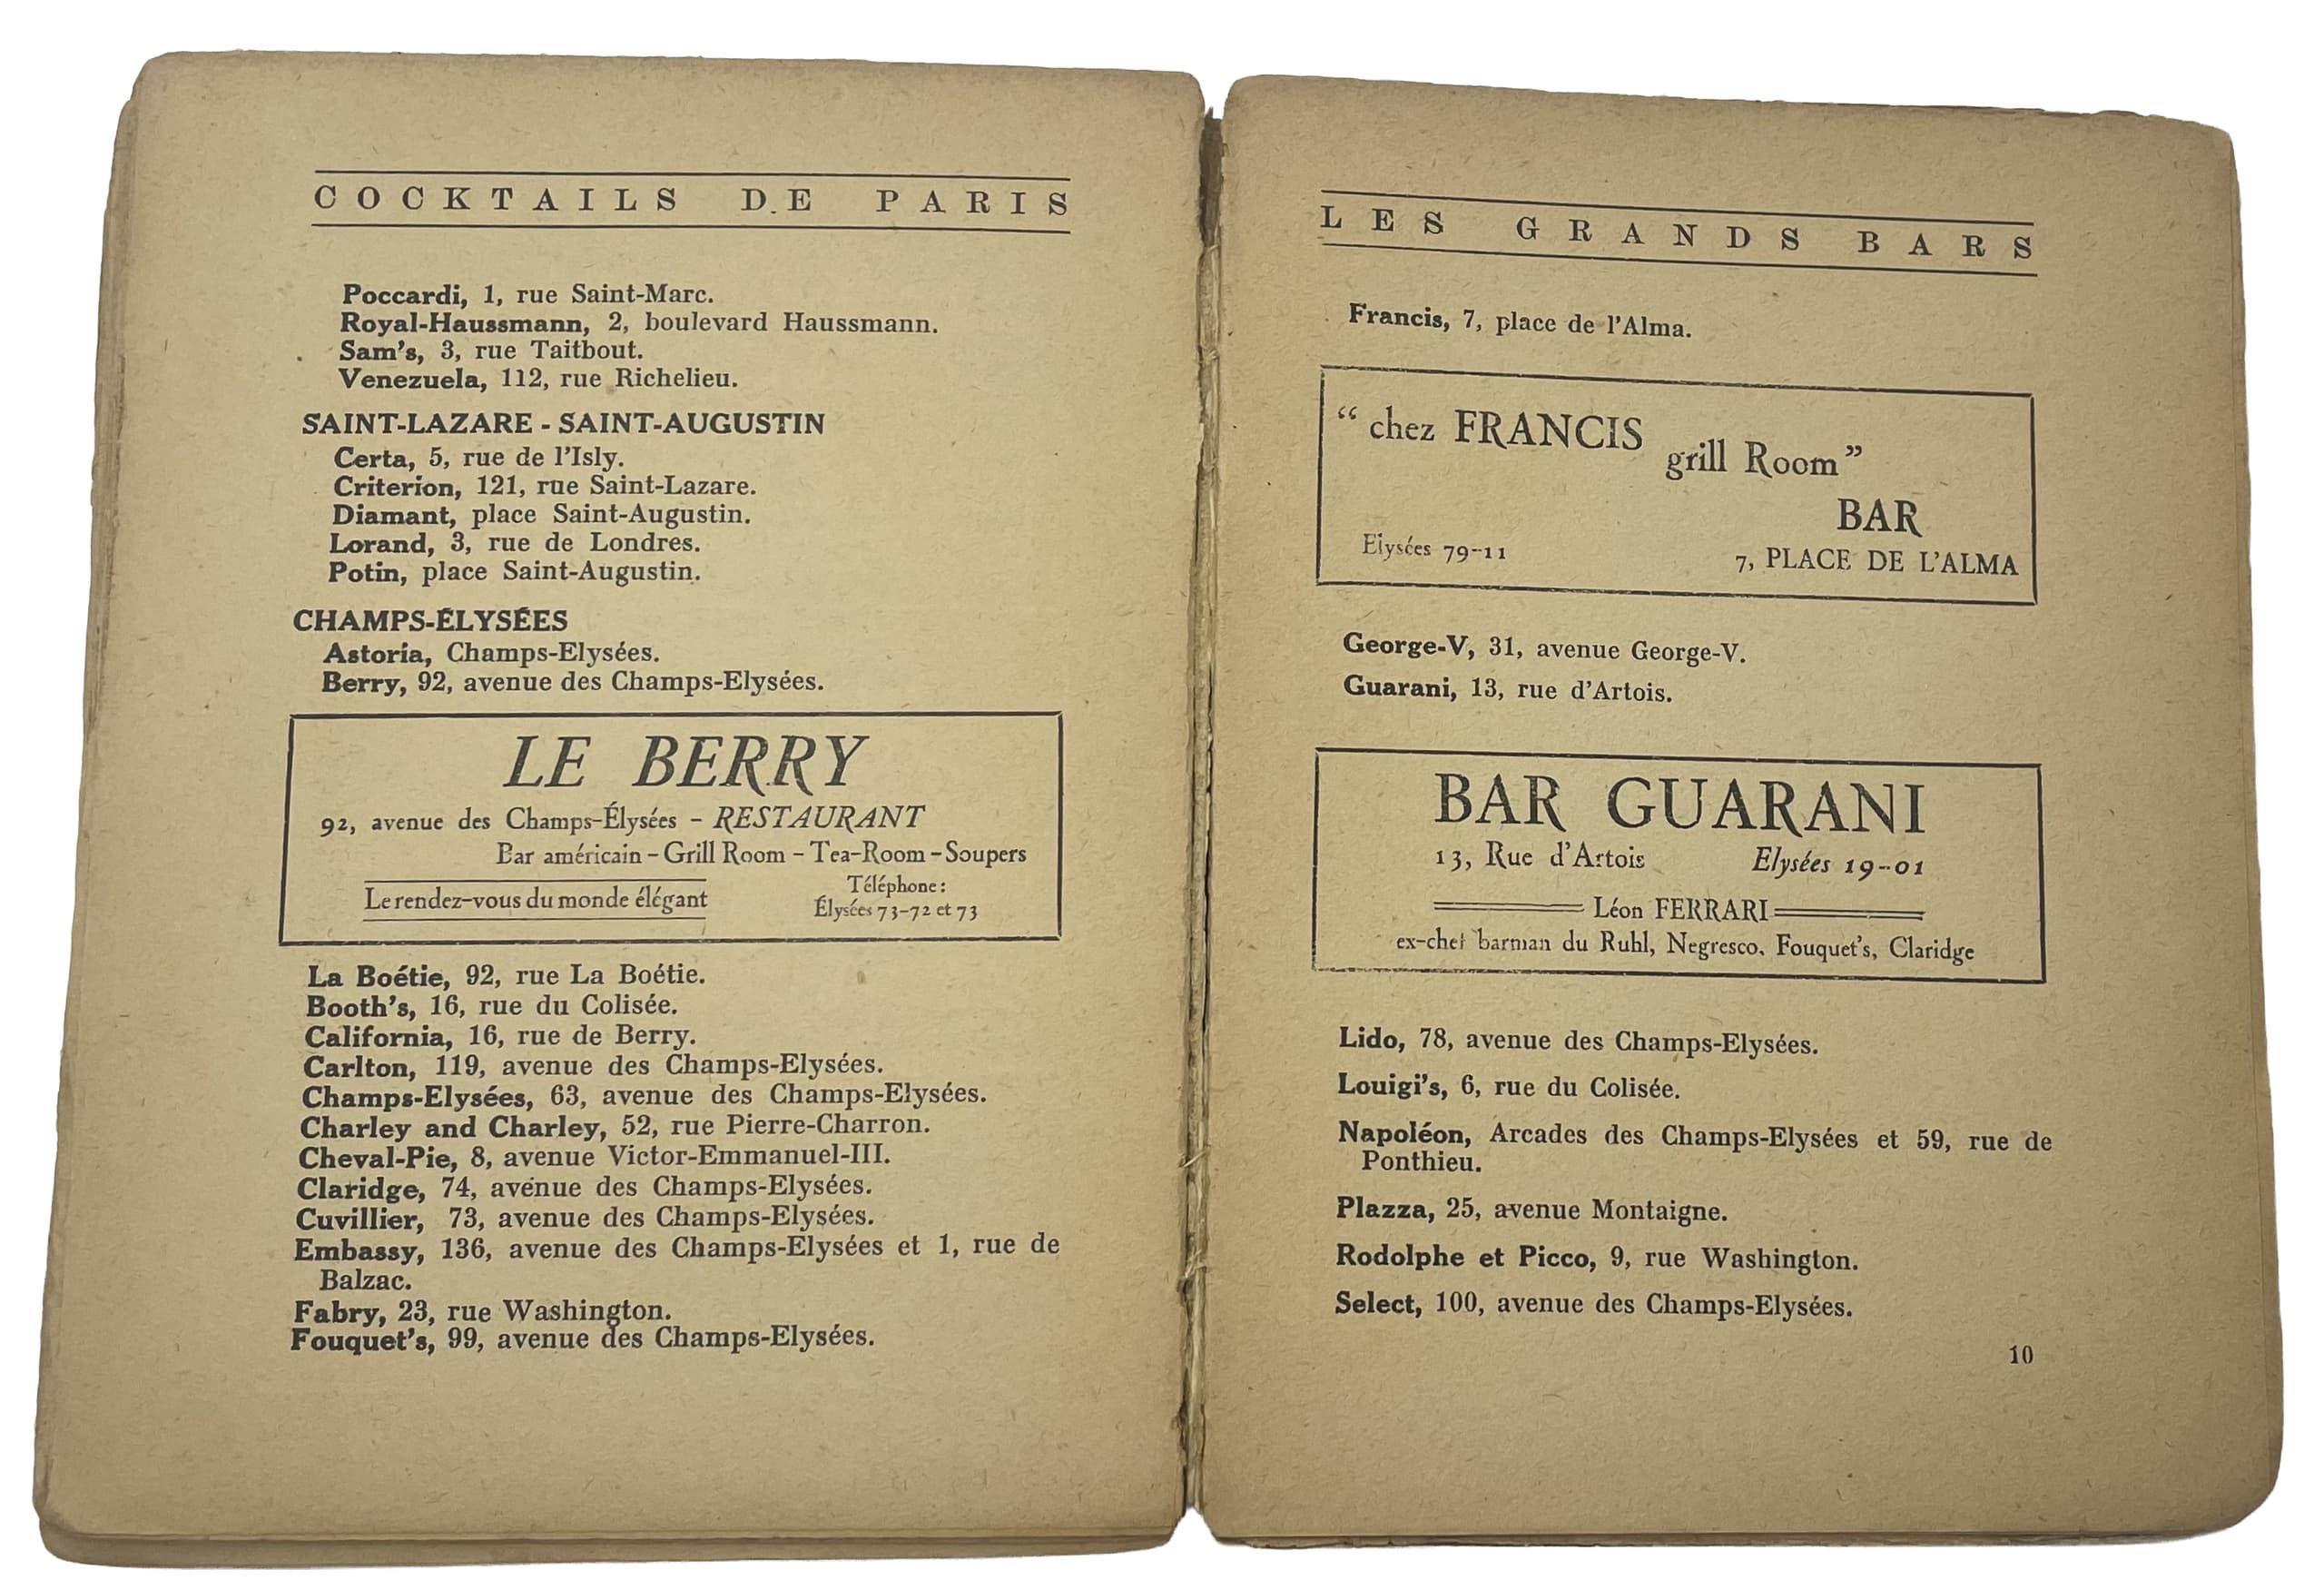 COCKTAILS DE PARIS
Poccardi, 1, rue Saint-Marc.
Royal-Haussmann, 2, boulevard Haussmann.
Sam's, 3, rue Taitbout.
Venezuela, 112, rue Richelieu.
SAINT-LAZARE - SAINT-AUGUSTIN
Certa, 5, rue de l'Isly.
Criterion, 121, rue Saint-Lazare.
Diamant, place Saint-Augustin.
Lorand, 3, rue de Londres.
Potin, place Saint-Augustin.
CHAMPS-ÉLYSÉES
Astoria, Champs-Elysées.
Berry, 92, avenue des Champs-Elysées.
LE BERRY
92, avenue des Champs-Élysées - RESTAURANT
Bar américain - Grill Room - Tea-Room - Soupers
Le rendez-vous du monde élégant
Téléphone :
Élysées 73-72 et 73
La Boétie, 92, rue La Boétie.
Booth's, 16, rue du Colisée.
California, 16, rue de Berry.
Carlton, 119, avenue des Champs-Elysées.
Champs-Elysées, 63, avenue des Champs-Elysées.
Charley and Charley, 52, rue Pierre-Charron.
Cheval-Pie, 8, avenue Victor-Emmanuel-III.
Claridge, 74, avenue des Champs-Elysées.
Cuvillier, 73, avenue des Champs-Elysées.
Embassy, 136, avenue des Champs-Elysées et 1, rue de
Balzac.
Fabry, 23, rue Washington.
Fouquet's, 99, avenue des Champs-Elysées.
LES GRANDS BARS
Francis, 7, place de l'Alma.
“ chez FRANCIS
grill Room ”
BAR
Elysées 79-11
7, PLACE DE L'ALMA
George-V, 31, avenue George-V.
Guarani, 13, rue d'Artois.
BAR GUARANI
13, Rue d'Artois Elysées 19-01
Léon FERRARI
ex-chef barman du Ruhl, Negresco, Fouquet's, Claridge
Lido, 78, avenue des Champs-Elysées.
Louigi's, 6, rue du Colisée.
Napoléon, Arcades des Champs-Elysées et 59, rue de
Ponthieu.
Plazza, 25, avenue Montaigne.
Rodolphe et Picco, 9, rue Washington.
Select, 100, avenue des Champs-Elysées.
10